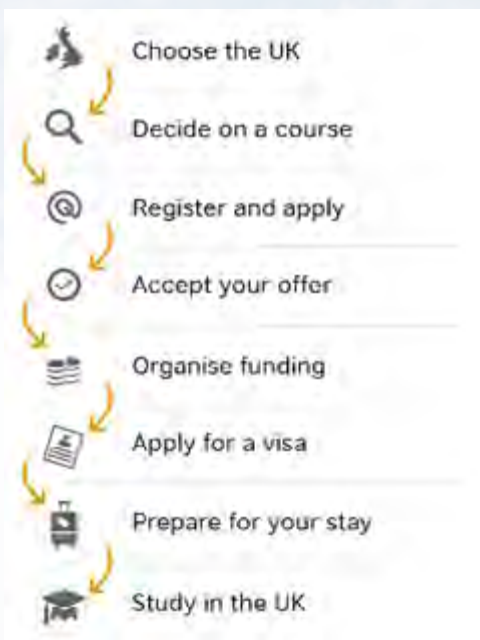 Choose the UK
Decide on a course
Register and apply
Accept your offer
Organise funding
Apply for a visa
Prepare for your stay
Study in the UK